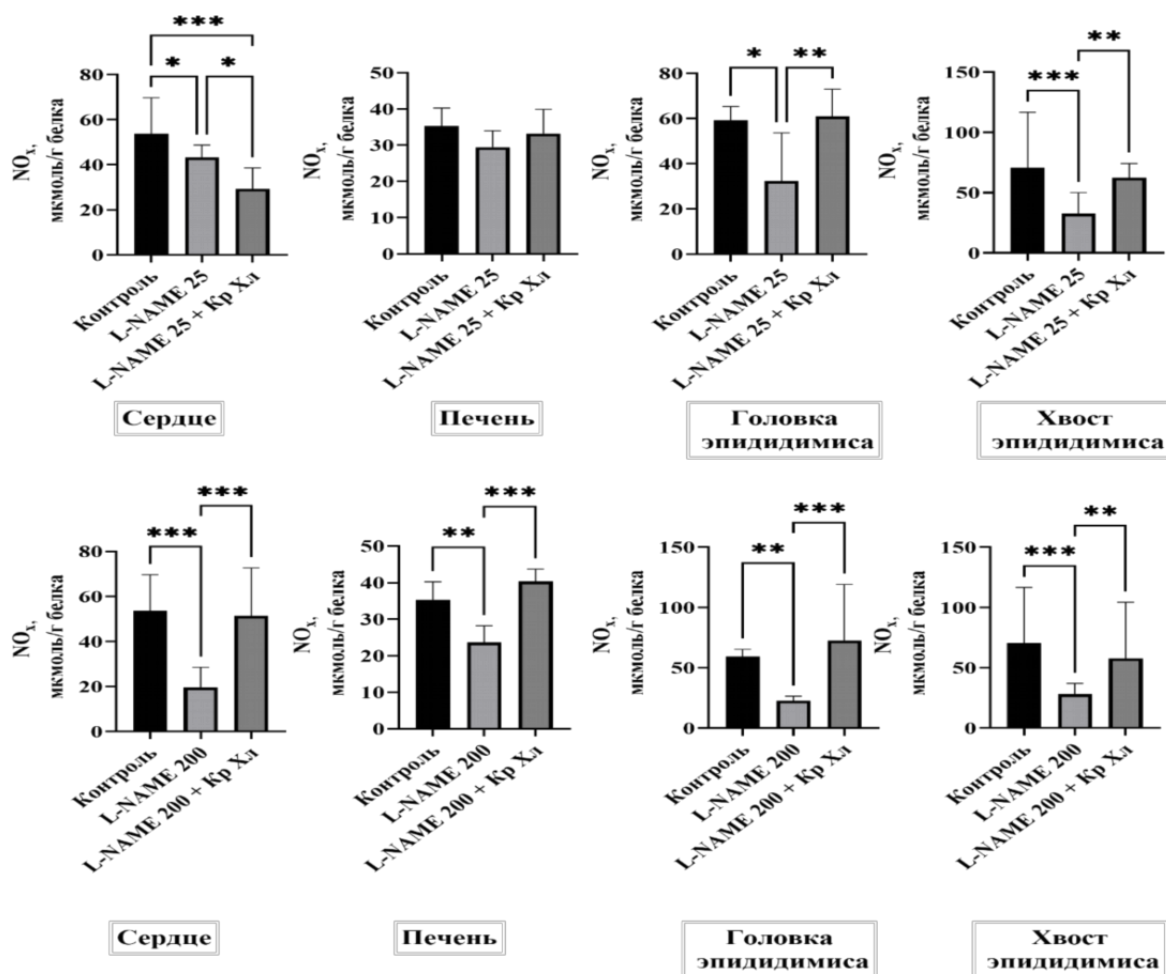 ***
*
*
80
60
40
20
0
NOx,
мкмоль/г белка
Контроль
L-NAME 25
L-NAME 25 + Кр Хл
Сердце
50
40
30
20
10
0
NOx,
мкмоль/г белка
Контроль
L-NAME 25
L-NAME 25 + Кр Хл
Печень
*
**
80
60
40
20
0
NOx,
мкмоль/г белка
Контроль
L-NAME 25
L-NAME 25 + Кр Хл
Головка
эпидидимиса
**
***
150
100
50
0
NOx,
мкмоль/г белка
Контроль
L-NAME 25
L-NAME 25 + Кр Хл
Хвост
эпидидимиса
***
***
80
60
40
20
0
NOx,
мкмоль/г белка
Контроль
L-NAME 200
L-NAME 200 + Кр Хл
Сердце
***
**
50
40
30
20
10
0
NOx,
мкмоль/г белка
Контроль
L-NAME 200
L-NAME 200 + Кр Хл
Печень
***
**
150
100
50
0
NOx,
мкмоль/г белка
Контроль
L-NAME 200
L-NAME 200 + Кр Хл
Головка
эпидидимиса
**
***
150
100
50
0
NOx,
мкмоль/г белка
Контроль
L-NAME 200
L-NAME 200 + Кр Хл
Хвост
эпидидимиса